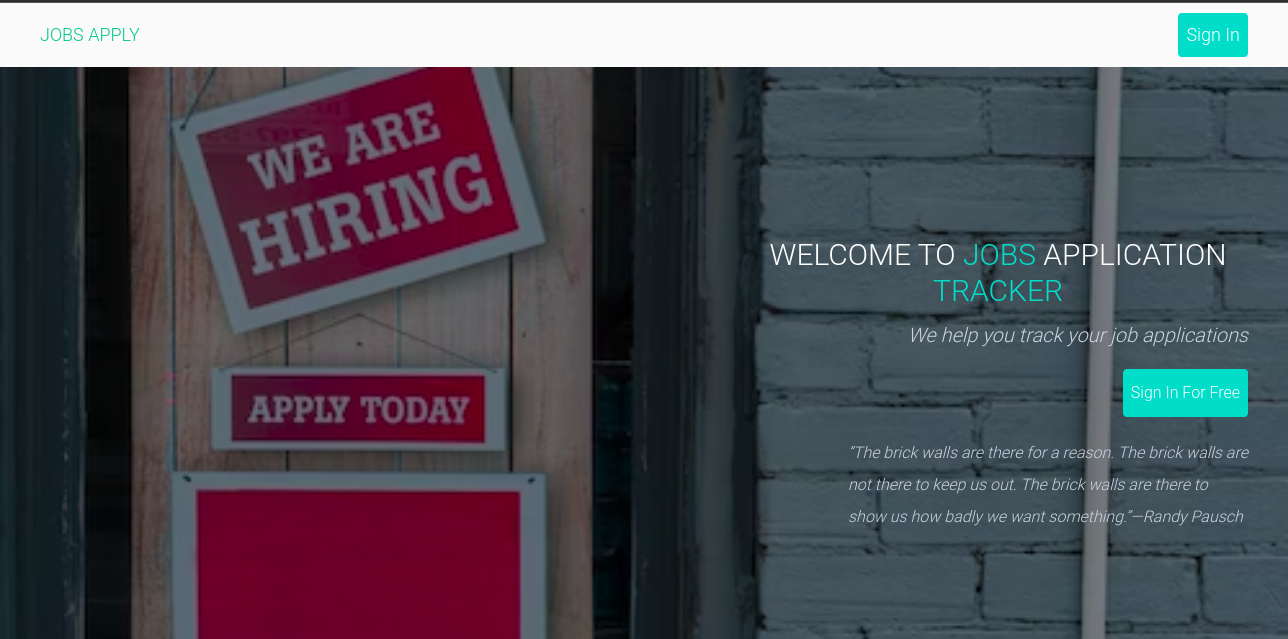 JOBS APPLY
Sign In
WE ARE
HIRING
APPLY TODAY
WELCOME TO JOBS APPLICATION
TRACKER
We help you track your job applications
Sign In For Free
"The brick walls are there for a reason. The brick walls are
not there to keep us out. The brick walls are there to
show us how badly we want something."—Randy Pausch